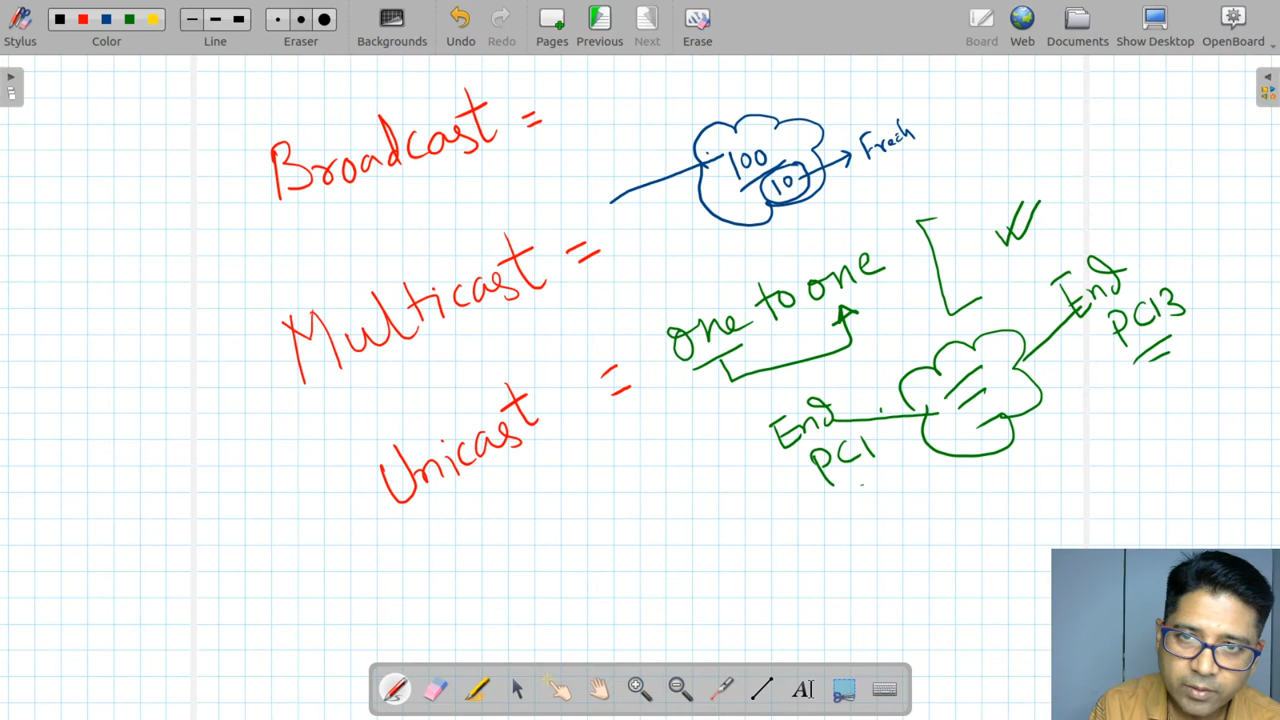 Stylus
Color
Line
Eraser
Backgrounds
Undo
Redo
Pages
Previous
Next
Erase
Board
Web
Documents
Show Desktop
OpenBoard
Broadcast =
100
10
Multicast =
one to one
End
PC13
Unicast =
End
PC1
AI